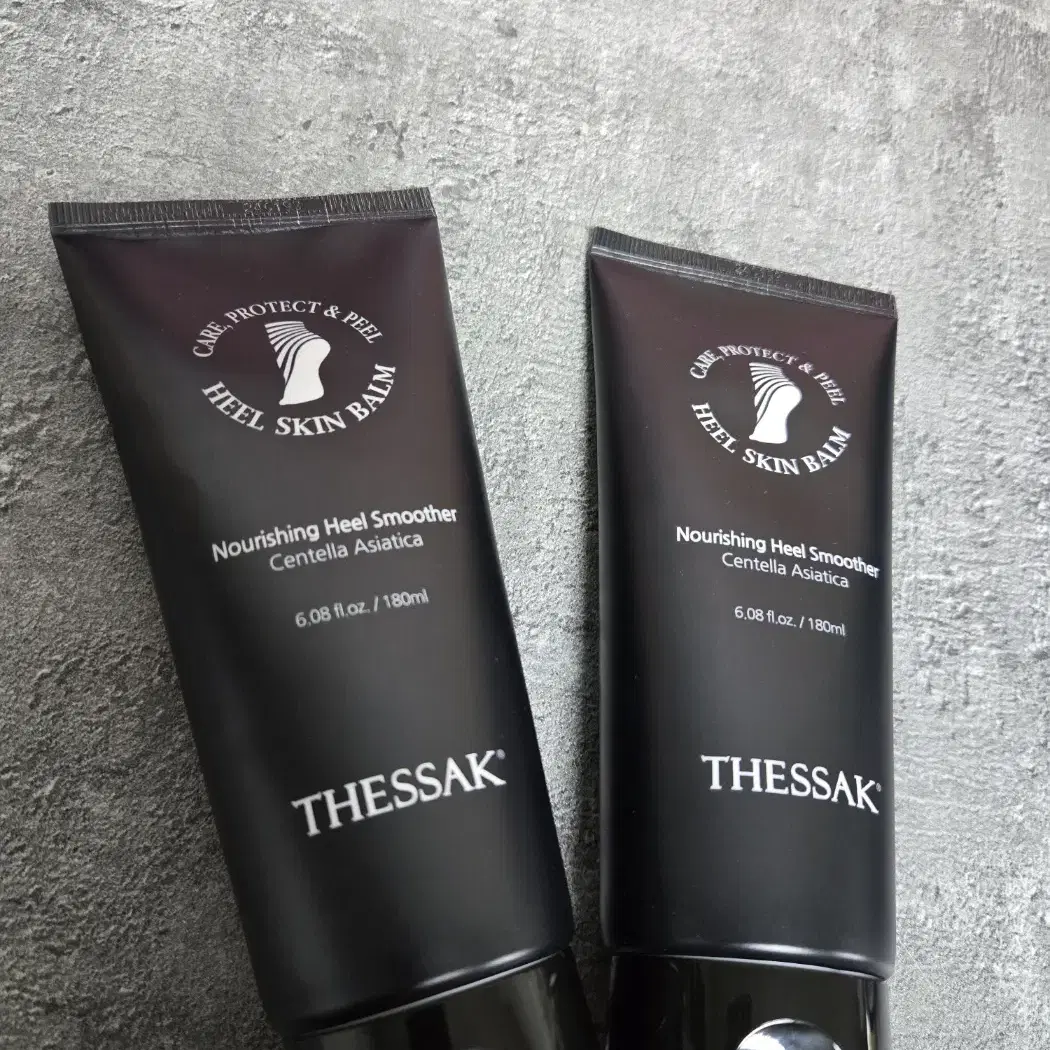 CARE, PROTECT & PEEL
HEEL SKIN BALM
Nourishing Heel Smoother
Centella Asiatica
6.08 fl.oz. / 180ml
THESSAK®
CARE, PROTECT & PEEL
HEEL SKIN BALM
Nourishing Heel Smoother
Centella Asiatica
6.08 fl.oz. / 180ml
THESSAK®